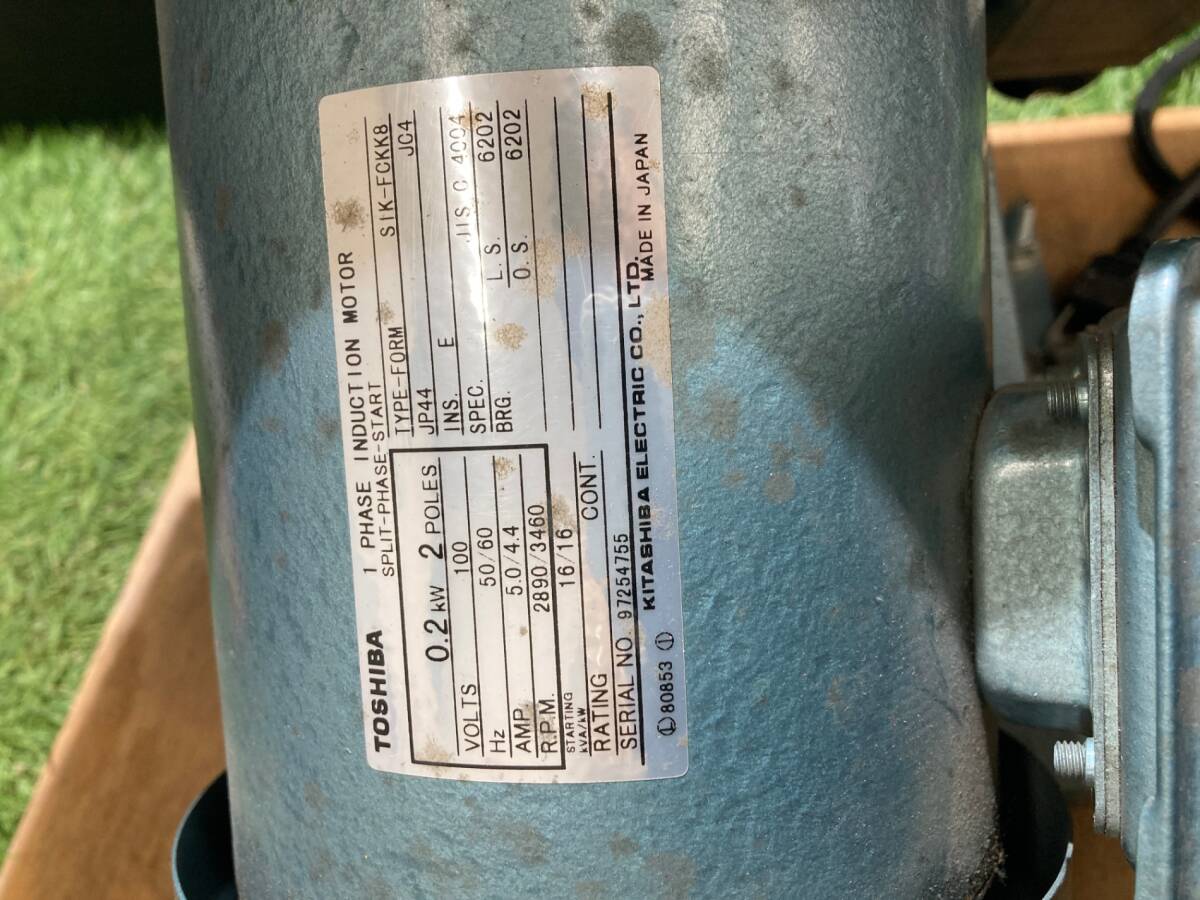 TOSHIBA 1 PHASE INDUCTION MOTOR
SPLIT-PHASE-START
0.2 kW 2 POLES
VOLTS 100
Hz 50/60
AMP. 5.0/4.4
R.P.M. 2890/3460
STARTING kVA/kW 16/16
RATING CONT.
SERIAL NO. 97254755
TYPE-FORM SIK-FCKK8
JP44 JC4
INS. E
SPEC. JIS C 4004
BRG. L.S. 6202
O.S. 6202
KITASHIBA ELECTRIC CO., LTD.
80853 MADE IN JAPAN